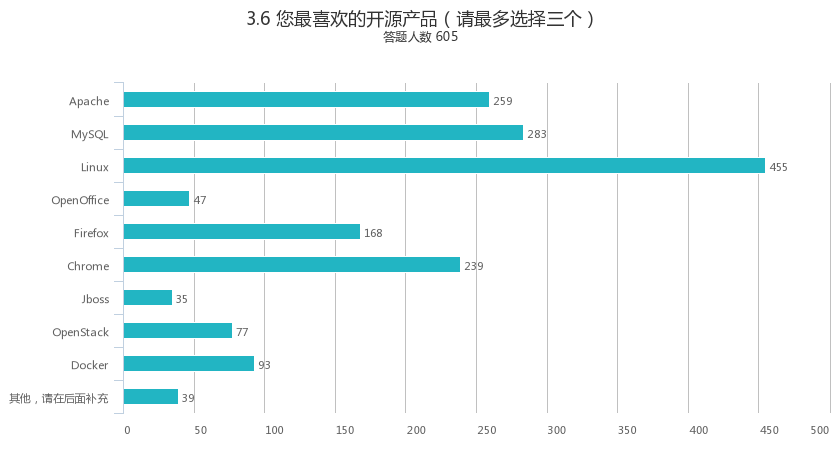 3.6 您最喜欢的开源产品（请最多选择三个）
答题人数 605
Apache 259
MySQL 283
Linux 455
OpenOffice 47
Firefox 168
Chrome 239
Jboss 35
OpenStack 77
Docker 93
其他，请在后面补充 39
0 50 100 150 200 250 300 350 400 450 500